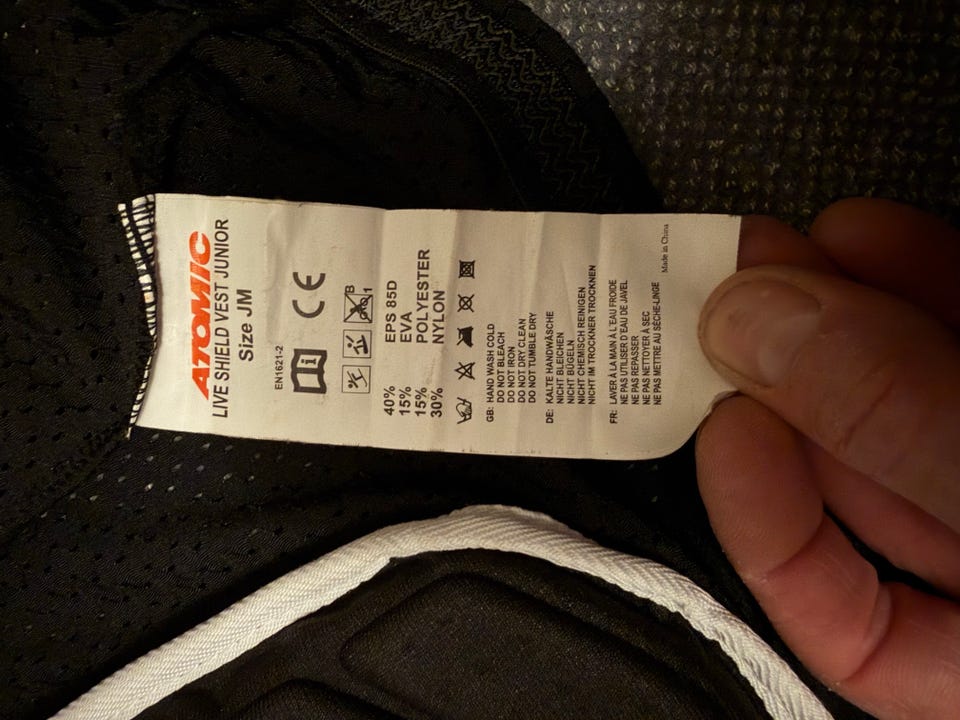 ATOMIC
LIVE SHIELD VEST JUNIOR
Size JM
EN1621-2
CE
B
1
40% EPS 85D
15% EVA
15% POLYESTER
30% NYLON
GB: HAND WASH COLD
DO NOT BLEACH
DO NOT IRON
DO NOT DRY CLEAN
DO NOT TUMBLE DRY
DE: KALTE HANDWÄSCHE
NICHT BLEICHEN
NICHT BÜGELN
NICHT CHEMISCH REINIGEN
NICHT IM TROCKNER TROCKNEN
FR: LAVER À LA MAIN À L'EAU FROIDE
NE PAS UTILISER D'EAU DE JAVEL
NE PAS REPASSER
NE PAS NETTOYER À SEC
NE PAS METTRE AU SÈCHE-LINGE
Made in China